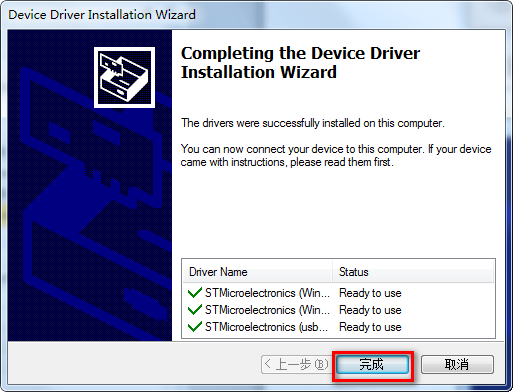 Device Driver Installation Wizard
Completing the Device Driver
Installation Wizard
The drivers were successfully installed on this computer.
You can now connect your device to this computer. If your device
came with instructions, please read them first.
Driver Name Status
STMicroelectronics (Win... Ready to use
STMicroelectronics (Win... Ready to use
STMicroelectronics (usb... Ready to use
< 上一步 (B) 完成 取消